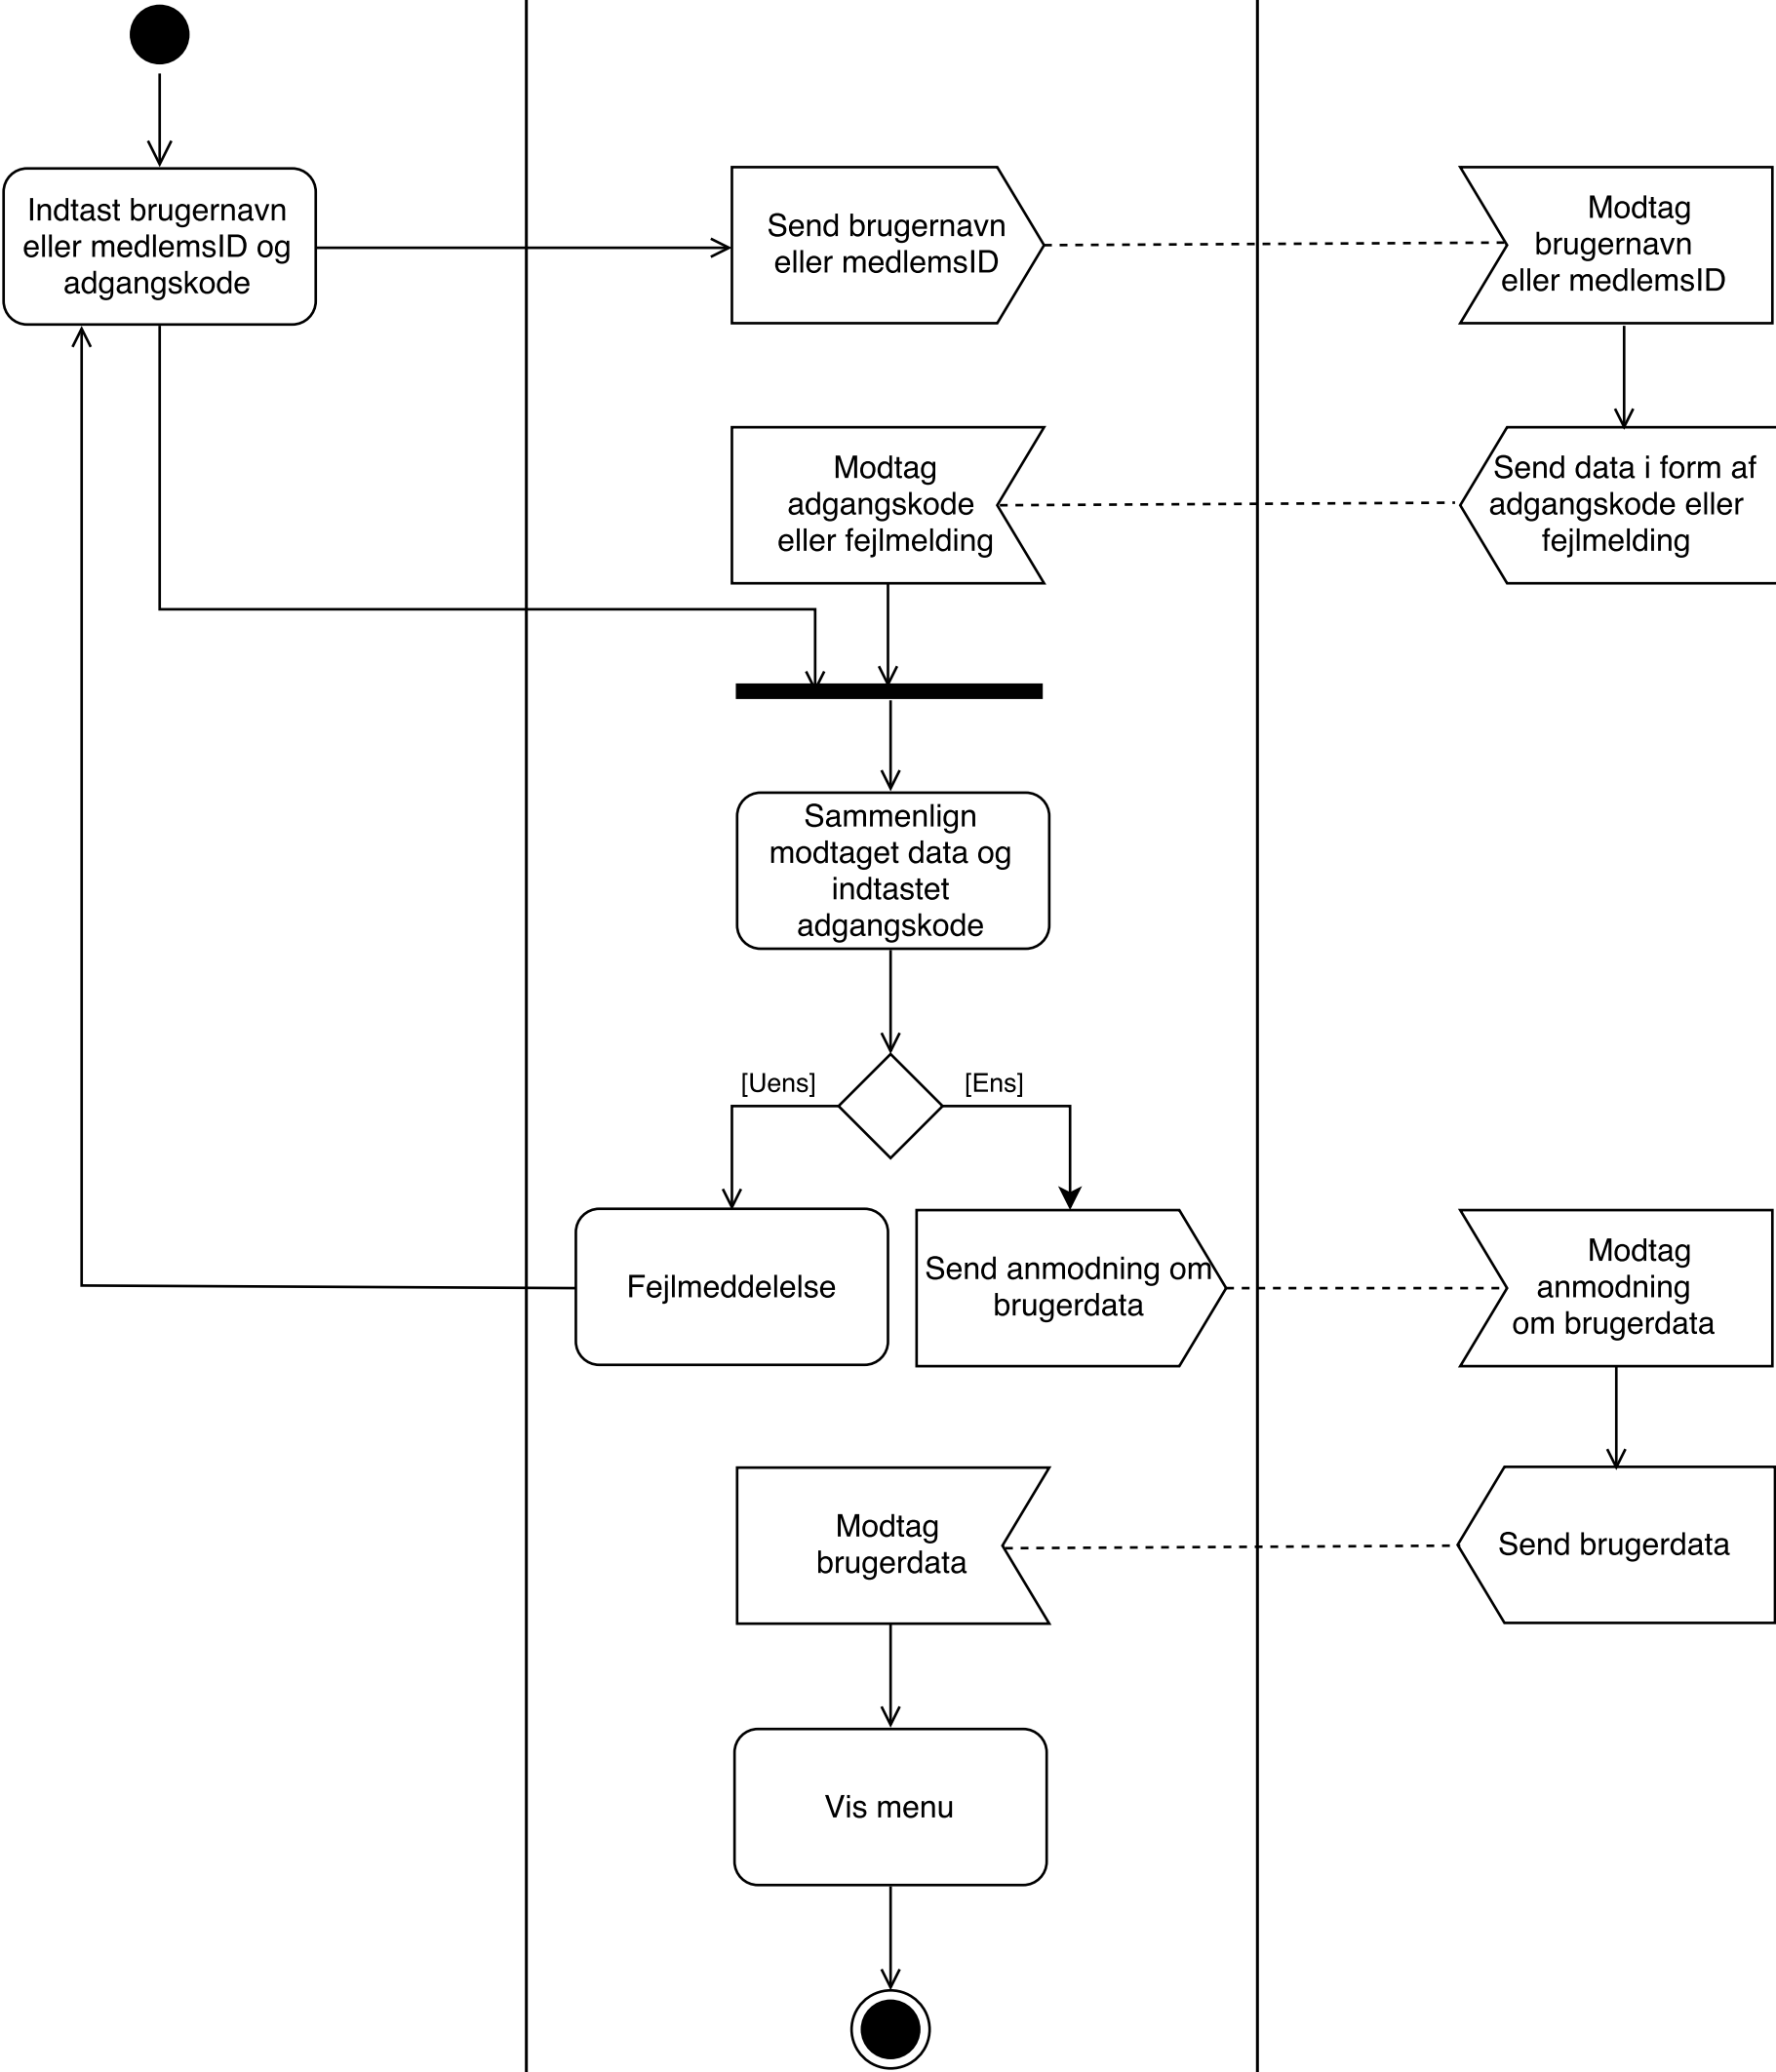 Indtast brugernavn
eller medlemsID og
adgangskode
Send brugernavn
eller medlemsID
Modtag
brugernavn
eller medlemsID
Modtag
adgangskode
eller fejlmelding
Send data i form af
adgangskode eller
fejlmelding
Sammenlign
modtaget data og
indtastet
adgangskode
[Uens]
[Ens]
Fejlmeddelelse
Send anmodning om
brugerdata
Modtag
anmodning
om brugerdata
Modtag
brugerdata
Send brugerdata
Vis menu